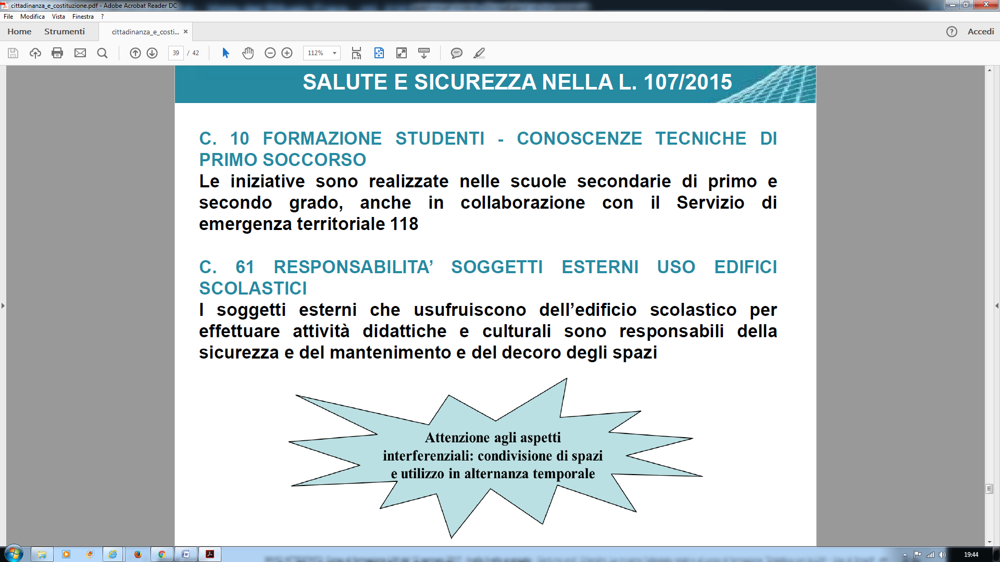 cittadinanza_e_costituzione.pdf - Adobe Acrobat Reader DC
File Modifica Vista Finestra ?
Home Strumenti cittadinanza_e_costi... × ? Accedi
39 / 42 112%
SALUTE E SICUREZZA NELLA L. 107/2015
C. 10 FORMAZIONE STUDENTI - CONOSCENZE TECNICHE DI
PRIMO SOCCORSO
Le iniziative sono realizzate nelle scuole secondarie di primo e
secondo grado, anche in collaborazione con il Servizio di
emergenza territoriale 118
C. 61 RESPONSABILITA’ SOGGETTI ESTERNI USO EDIFICI
SCOLASTICI
I soggetti esterni che usufruiscono dell’edificio scolastico per
effettuare attività didattiche e culturali sono responsabili della
sicurezza e del mantenimento e del decoro degli spazi
Attenzione agli aspetti
interferenziali: condivisione di spazi
e utilizzo in alternanza temporale
19:44